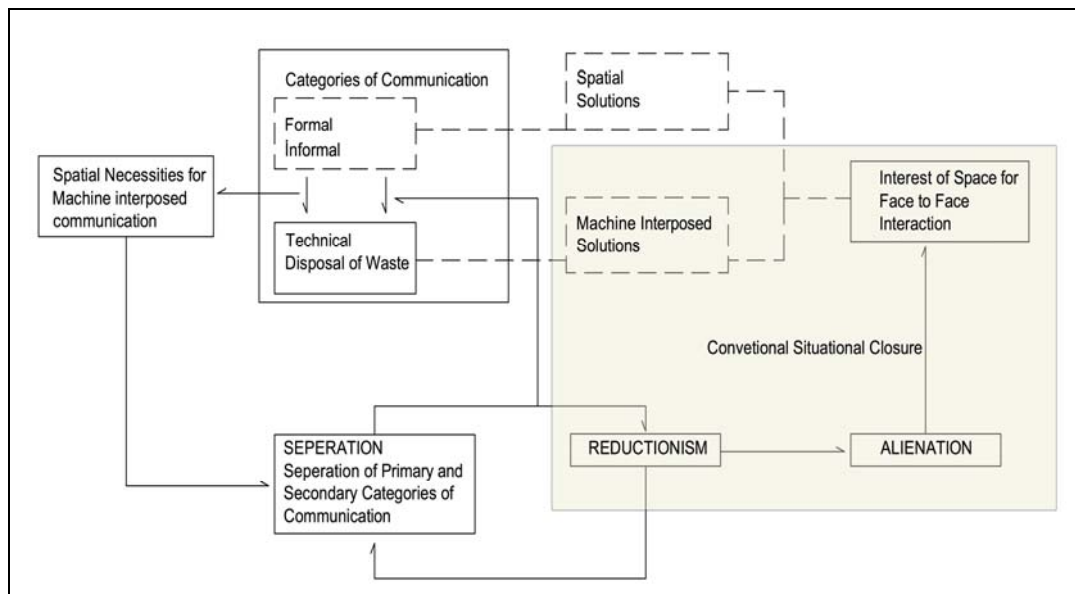 Categories of Communication
Formal
İnformal
Technical
Disposal of Waste
Spatial
Solutions
Spatial Necessities for
Machine interposed
communication
Machine Interposed
Solutions
Interest of Space for
Face to Face
Interaction
Convetional Situational Closure
SEPERATION
Seperation of Primary and
Secondary Categories of
Communication
REDUCTIONISM
ALIENATION